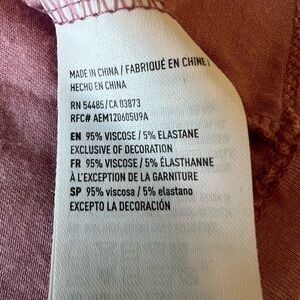 MADE IN CHINA / FABRIQUÉ EN CHINE /
HECHO EN CHINA
RN 54485/CA 03873
RFC# AEM120605U9A
EN 95% VISCOSE / 5% ELASTANE
EXCLUSIVE OF DECORATION
FR 95% VISCOSE / 5% ÉLASTHANNE
À L'EXCEPTION DE LA GARNITURE
SP 95% viscosa / 5% elastano
EXCEPTO LA DECORACIÓN